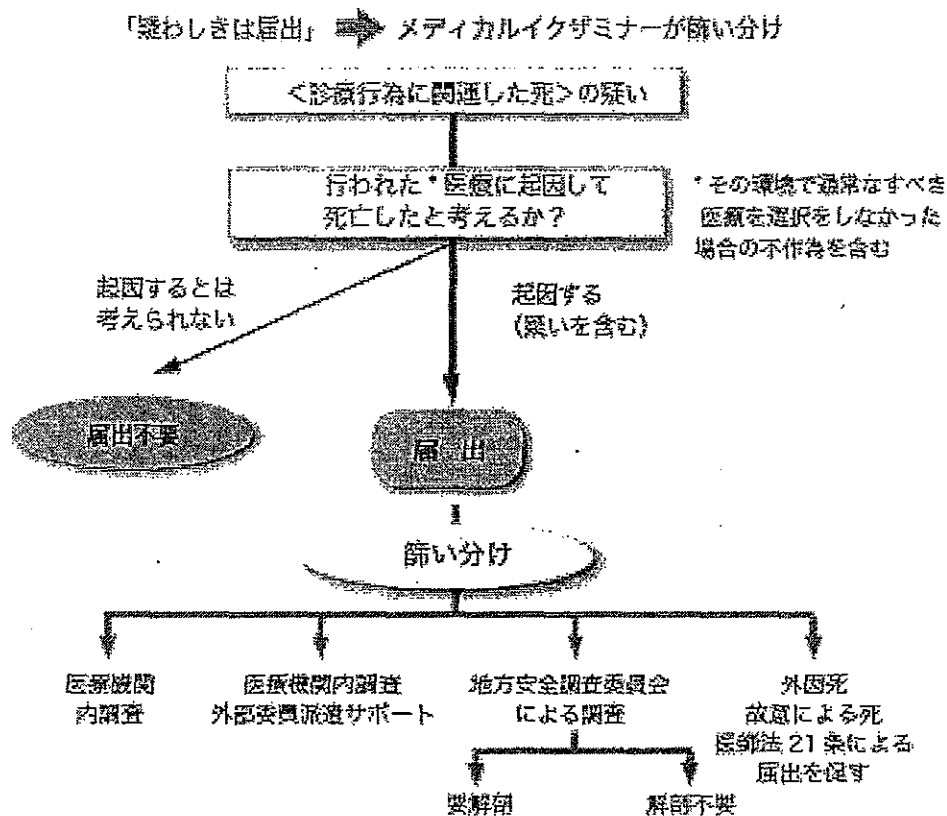 「疑わしきは届出」 ➡ メディカルイクザミナーが篩い分け
＜診療行為に関連した死＞の疑い
行われた*医療に起因して
死亡したと考えるか？
*その環境で通常なすべき
医療を選択をしなかった
場合の不作為を含む
起因するとは
考えられない
起因する
(疑いを含む)
届出不要
届 出
篩い分け
医療機関
内調査
医療機関内調査
外部委員派遣サポート
地方安全調査委員会
による調査
外因死
故意による死
医師法21条による
届出を促す
要解剖
解剖不要